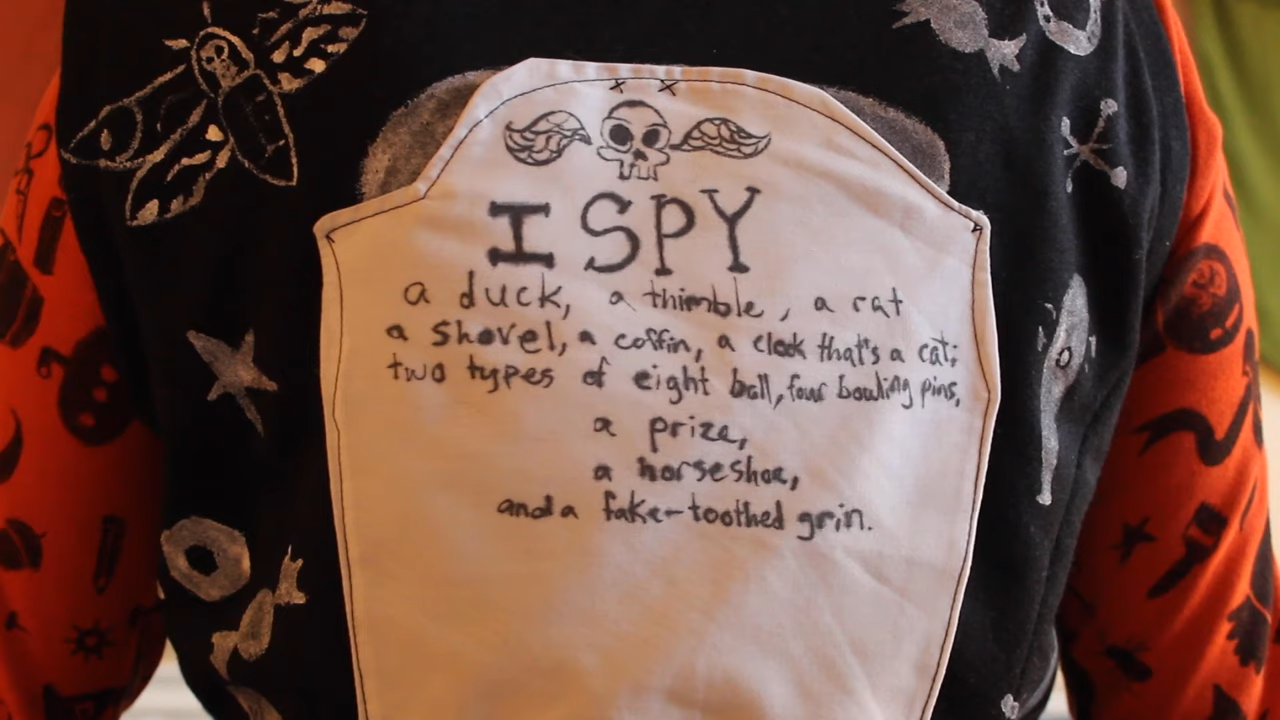 I SPY
a duck, a thimble, a rat
a shovel, a coffin, a clock that's a cat;
two types of eight ball, four bowling pins,
a prize,
a horseshoe,
and a fake-toothed grin.